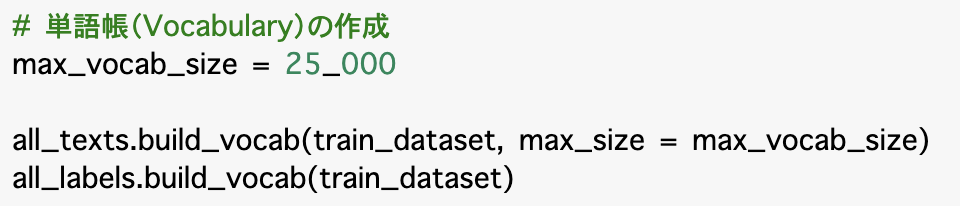 # 単語帳(Vocabulary)の作成
max_vocab_size = 25_000
all_texts.build_vocab(train_dataset, max_size = max_vocab_size)
all_labels.build_vocab(train_dataset)